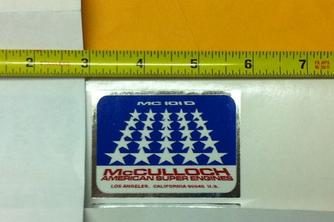 2 3 4 5 6 7
MC 101 D
McCULLOCH
AMERICAN SUPER ENGINES
LOS ANGELES, CALIFORNIA 90045, U.S.